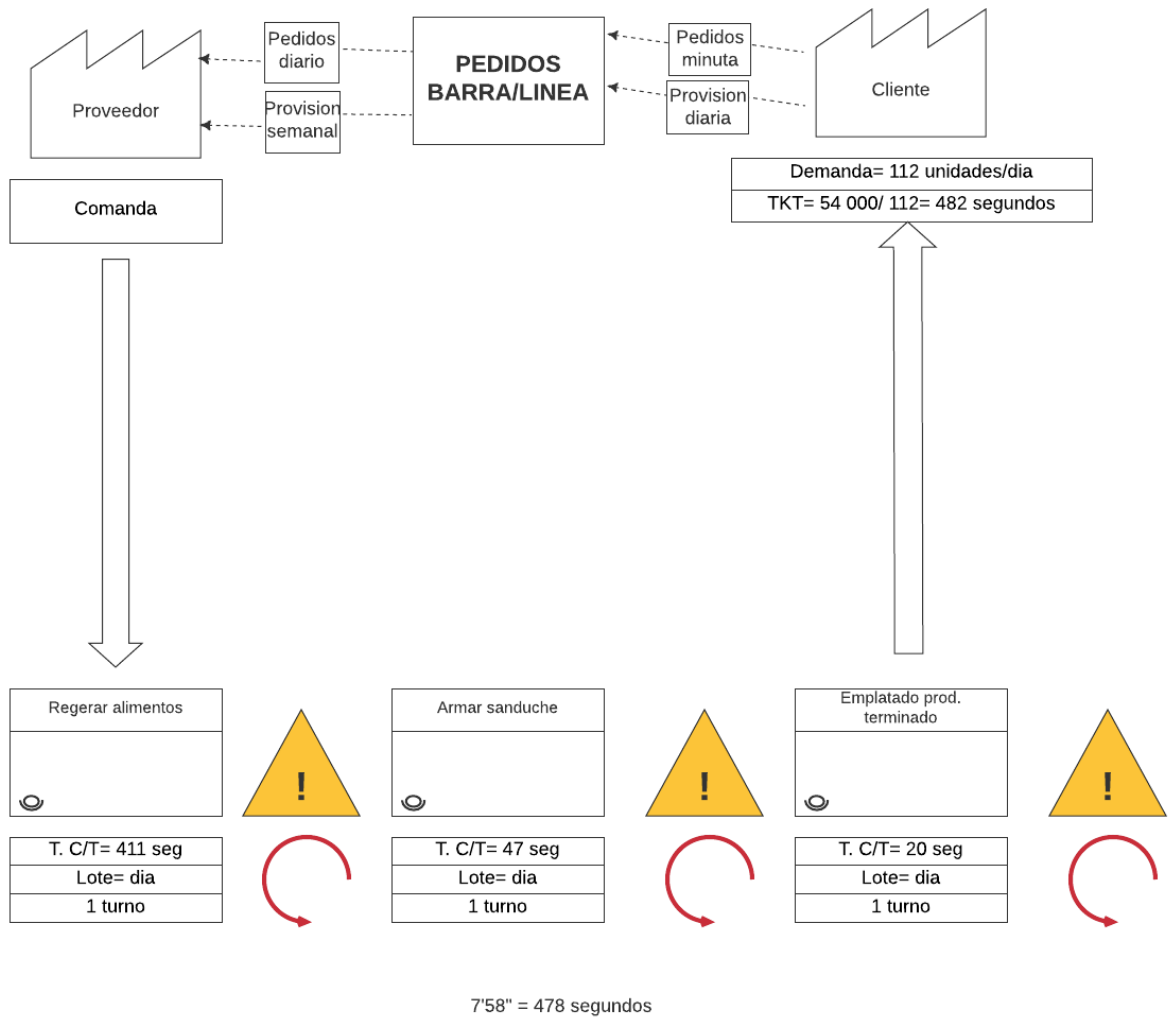 Proveedor
Pedidos
diario
Provision
semanal
PEDIDOS
BARRA/LINEA
Pedidos
minuta
Provision
diaria
Cliente
Comanda
Demanda= 112 unidades/dia
TKT= 54 000/ 112= 482 segundos
Regerar alimentos
!
Armar sanduche
!
Emplatado prod.
terminado
!
T. C/T= 411 seg
Lote= dia
1 turno
T. C/T= 47 seg
Lote= dia
1 turno
T. C/T= 20 seg
Lote= dia
1 turno
7'58" = 478 segundos